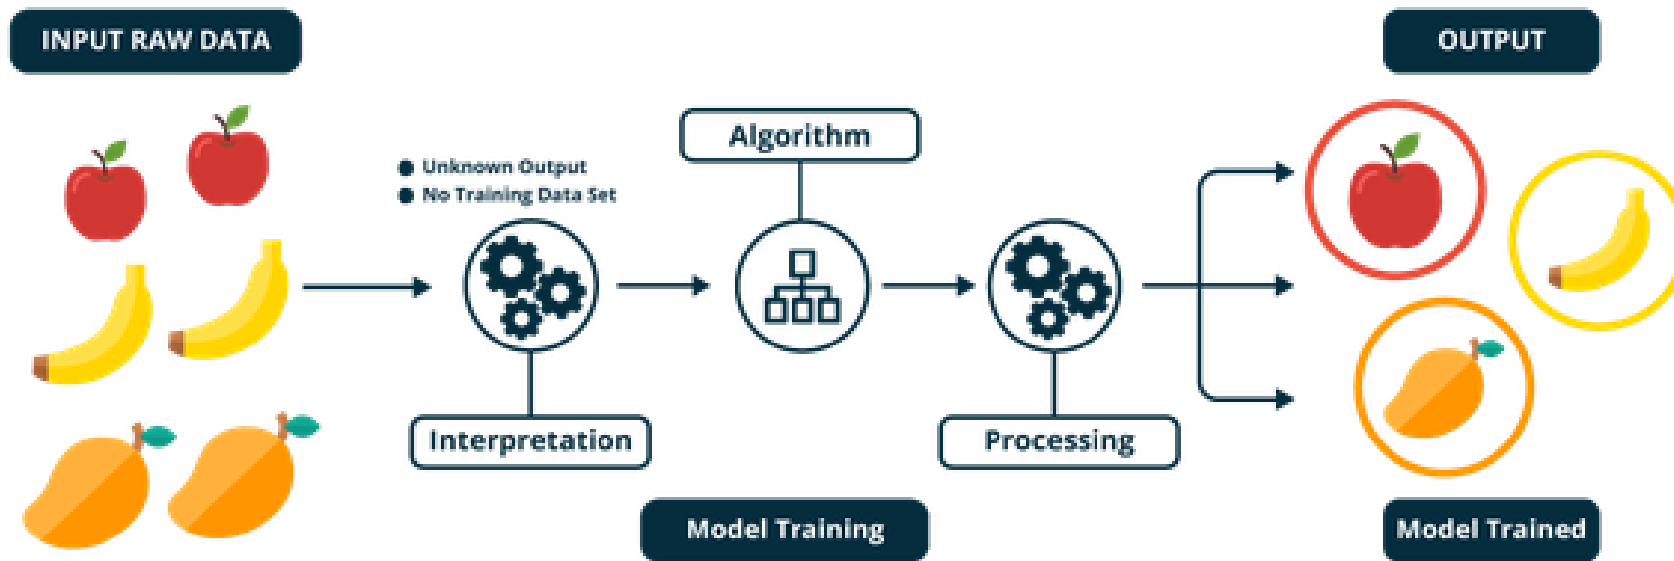 INPUT RAW DATA
OUTPUT
Algorithm
● Unknown Output
● No Training Data Set
Interpretation
Processing
Model Training
Model Trained